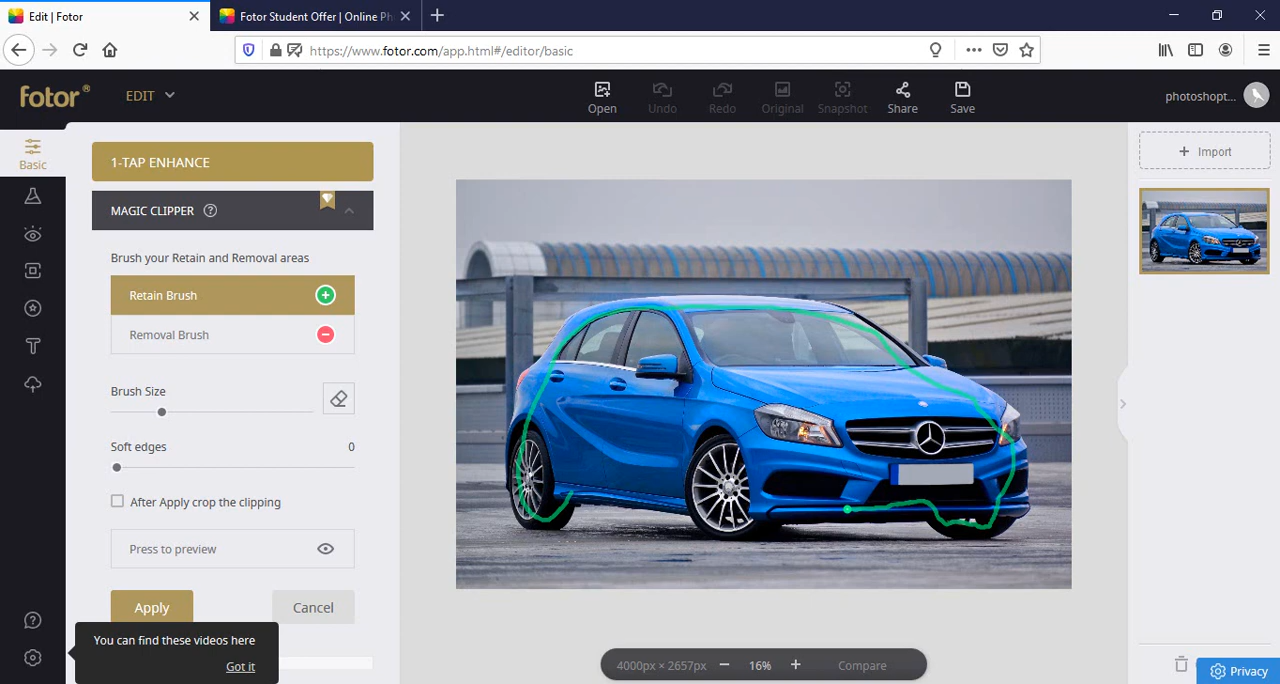 Edit | Fotor
Fotor Student Offer | Online Ph
https://www.fotor.com/app.html#/editor/basic
fotor®
EDIT
Open
Undo
Redo
Original
Snapshot
Share
Save
photoshopt...
Basic
1-TAP ENHANCE
MAGIC CLIPPER
Brush your Retain and Removal areas
Retain Brush
Removal Brush
Brush Size
Soft edges 0
After Apply crop the clipping
Press to preview
Apply
Cancel
You can find these videos here
Got it
4000px × 2657px
16%
Compare
Import
Privacy